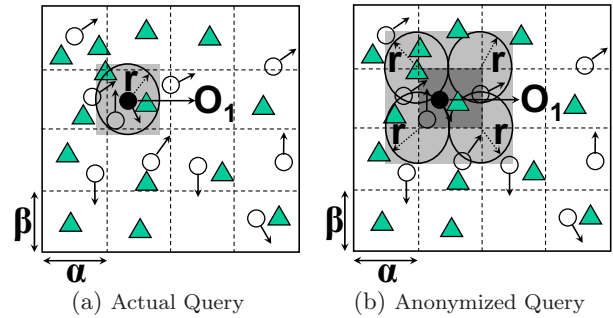 r
O1
β
α
(a) Actual Query
r r
O1
r r
β
α
(b) Anonymized Query